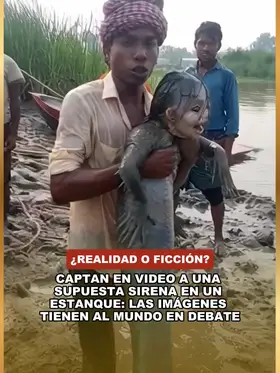 ¿REALIDAD O FICCIÓN?
CAPTAN EN VIDEO A UNA
SUPUESTA SIRENA EN UN
ESTANQUE: LAS IMÁGENES
TIENEN AL MUNDO EN DEBATE